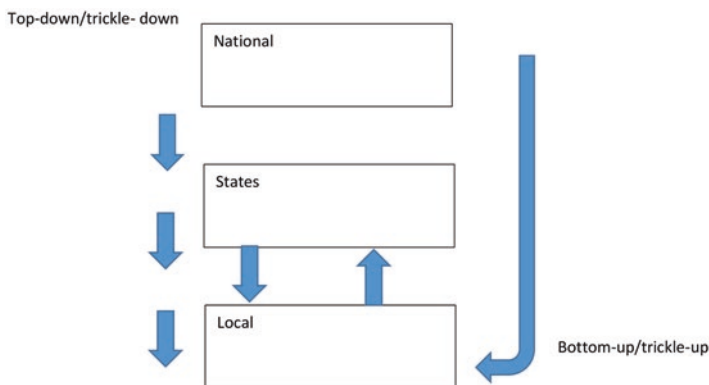 Top-down/trickle- down
National
States
Local
Bottom-up/trickle-up